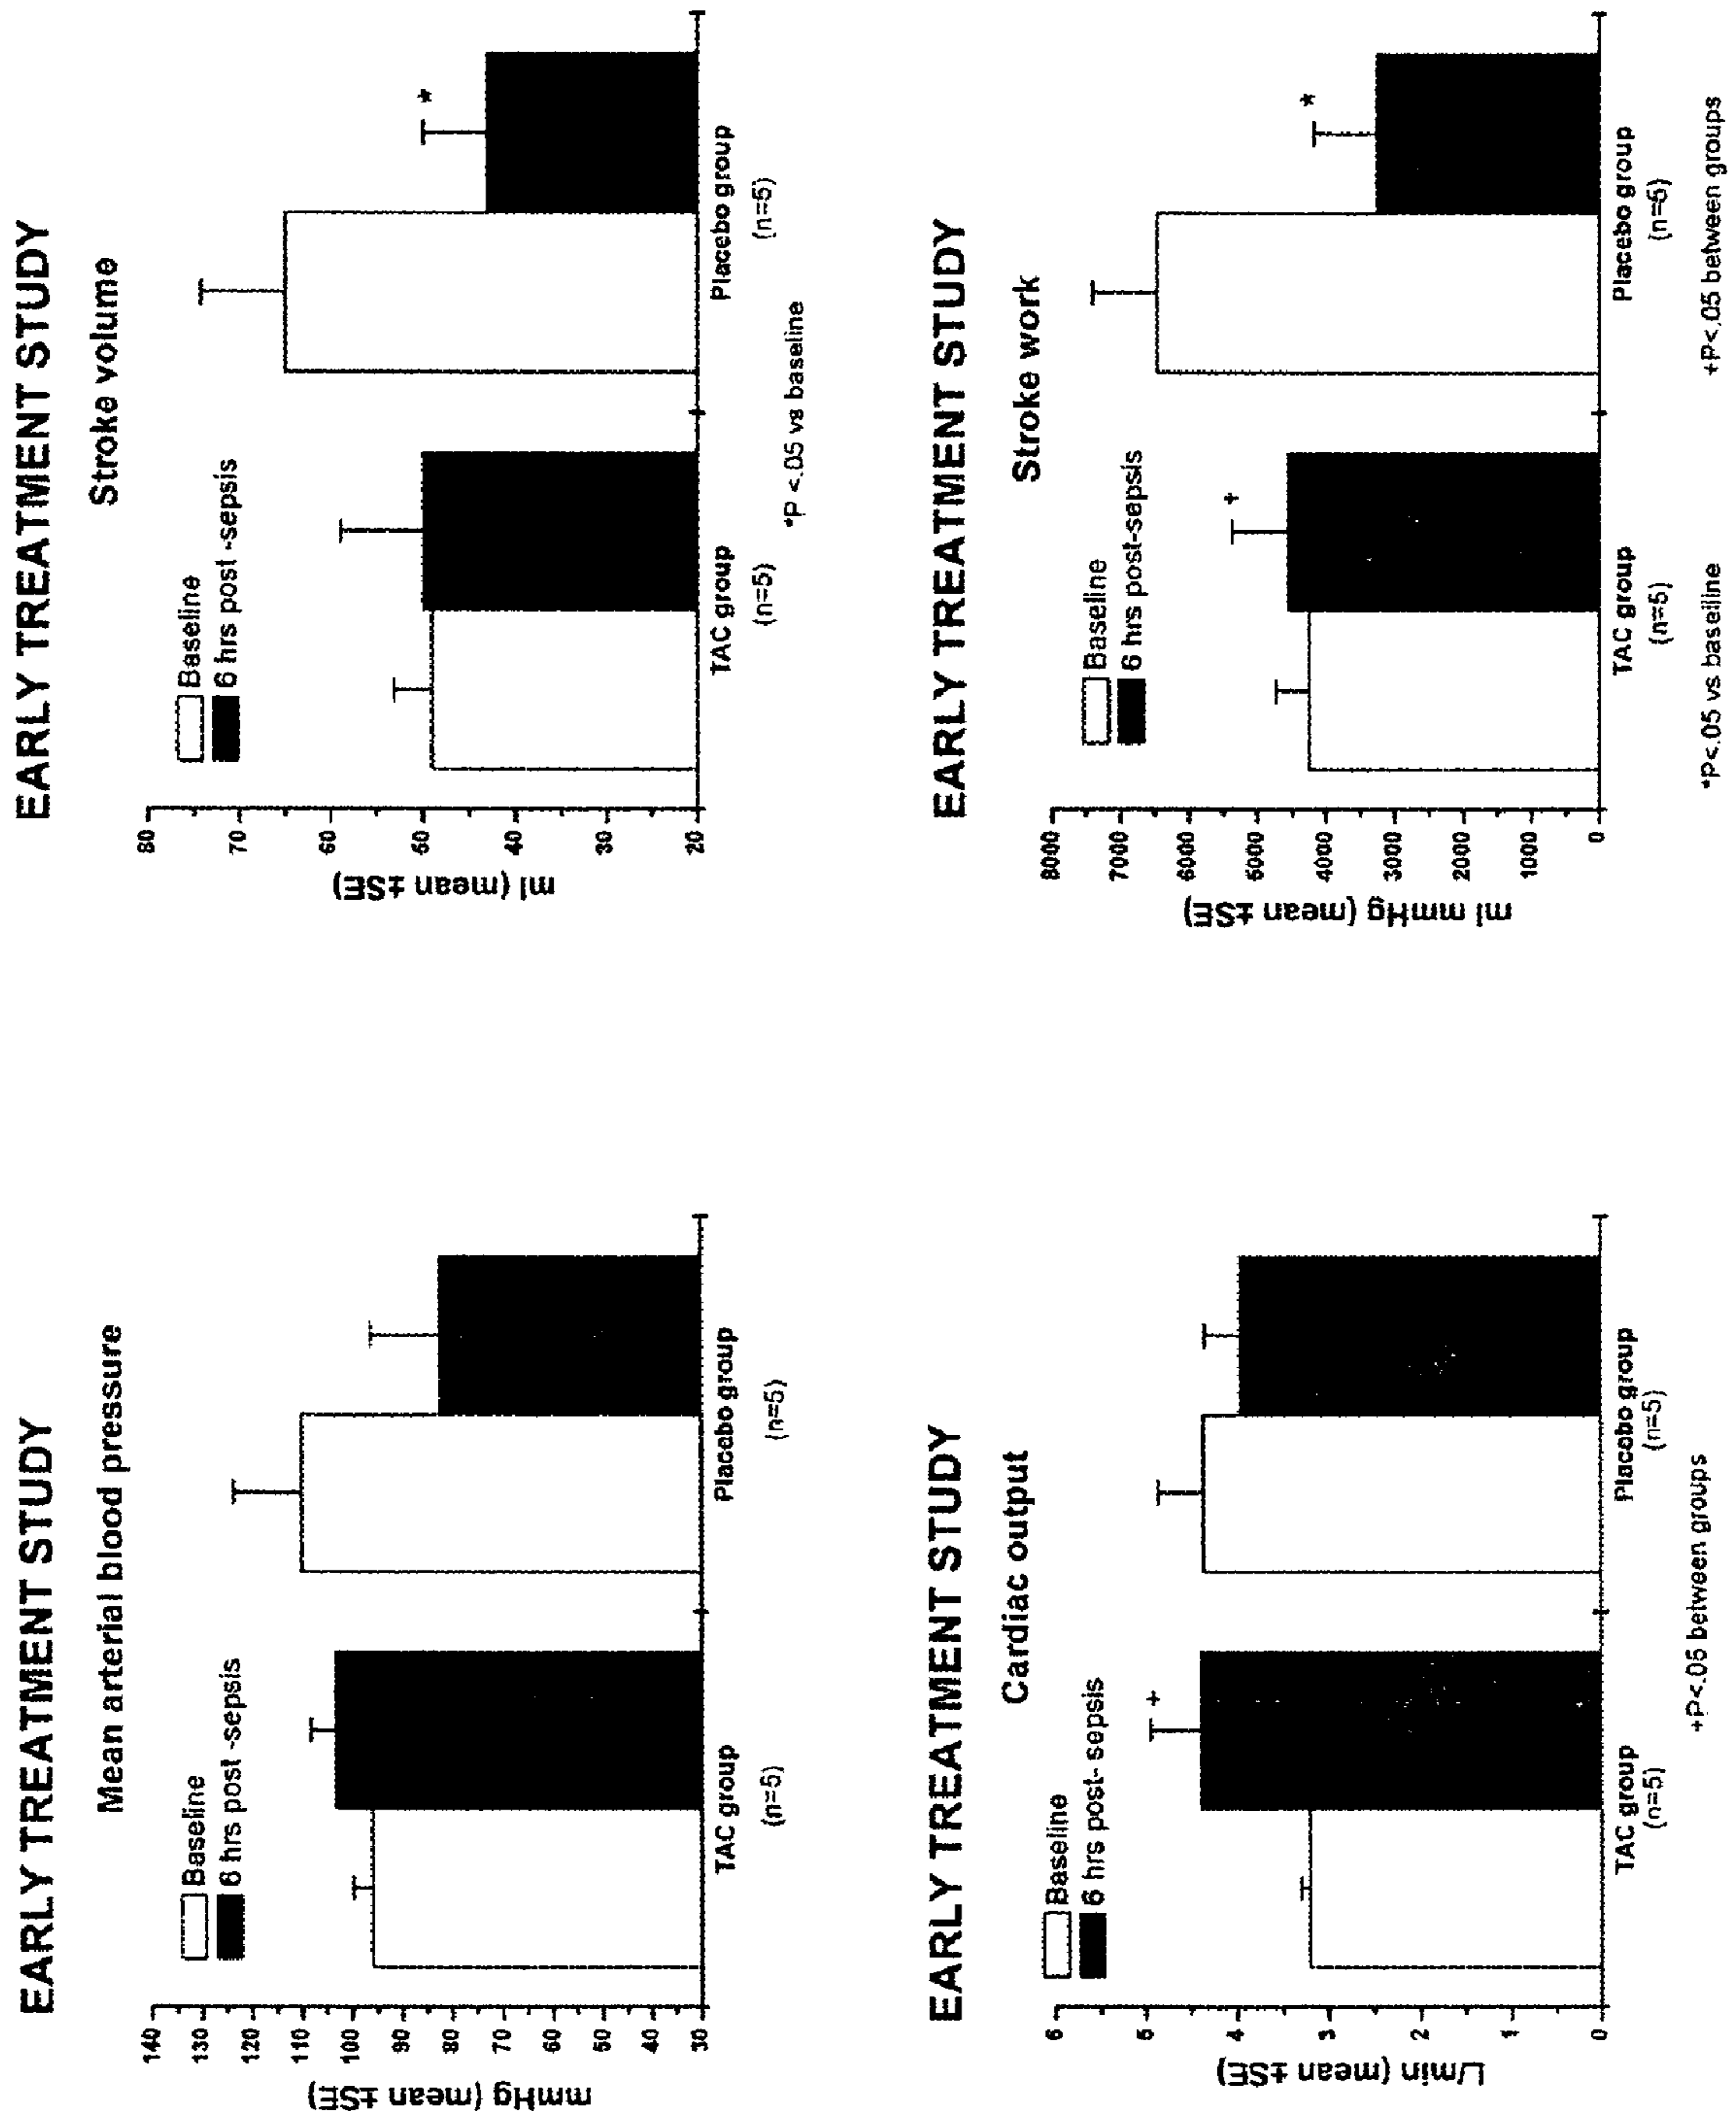 EARLY TREATMENT STUDY
Mean arterial blood pressure
Baseline
6 hrs post -sepsis
140
130
120
110
100
90
80
70
60
50
40
30
mmHg (mean ±SE)
TAC group
(n=5)
Placebo group
(n=5)
EARLY TREATMENT STUDY
Stroke volume
Baseline
6 hrs post -sepsis
80
70
60
50
40
30
20
ml (mean ±SE)
*
TAC group
(n=5)
Placebo group
(n=5)
*P <.05 vs baseline
EARLY TREATMENT STUDY
Cardiac output
Baseline
6 hrs post- sepsis
6
5
4
3
2
1
0
L/min (mean ±SE)
+
TAC group
(n=5)
Placebo group
(n=5)
+P<.05 between groups
EARLY TREATMENT STUDY
Stroke work
Baseline
6 hrs post-sepsis
8000
7000
6000
5000
4000
3000
2000
1000
0
ml mmHg (mean ±SE)
+
*
TAC group
(n=5)
Placebo group
(n=5)
*P<.05 vs baseiline
+P<.05 between groups